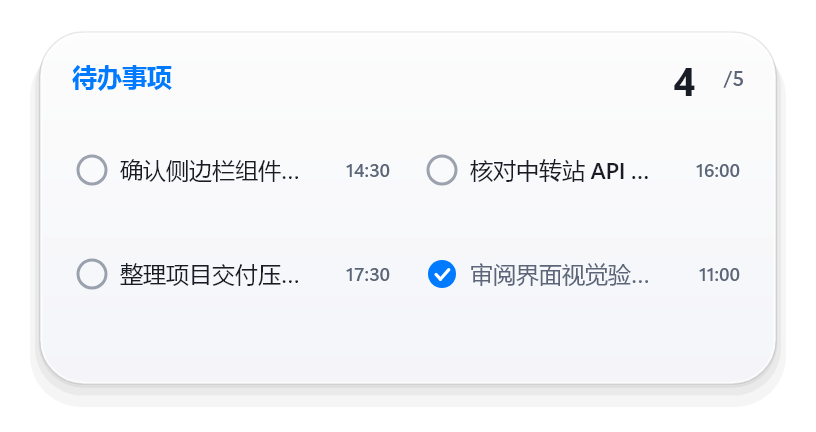 待办事项 4 /5
确认侧边栏组件... 14:30
核对中转站 API ... 16:00
整理项目交付压... 17:30
审阅界面视觉验... 11:00